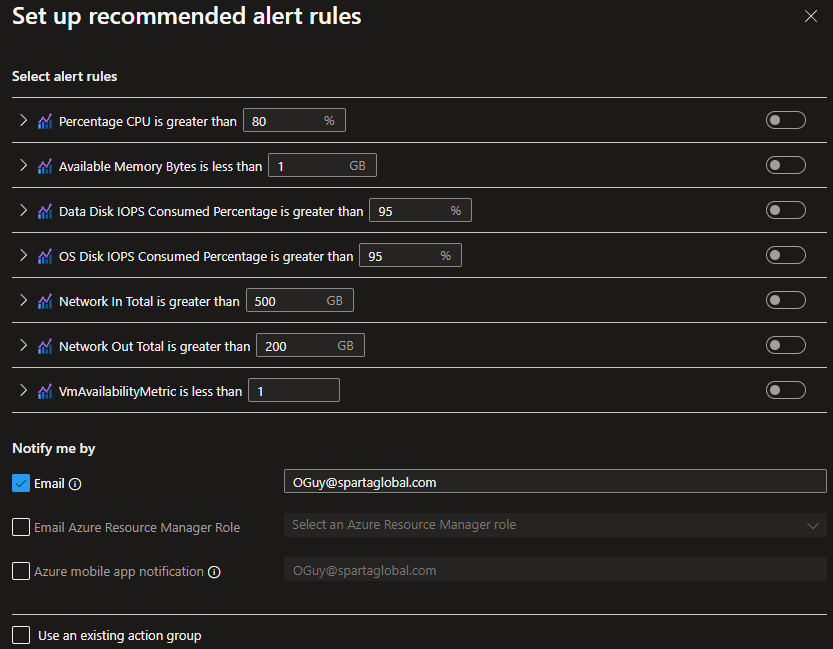 Set up recommended alert rules
Select alert rules
Percentage CPU is greater than 80 %
Available Memory Bytes is less than 1 GB
Data Disk IOPS Consumed Percentage is greater than 95 %
OS Disk IOPS Consumed Percentage is greater than 95 %
Network In Total is greater than 500 GB
Network Out Total is greater than 200 GB
VmAvailabilityMetric is less than 1
Notify me by
Email OGuy@spartaglobal.com
Email Azure Resource Manager Role Select an Azure Resource Manager role
Azure mobile app notification OGuy@spartaglobal.com
Use an existing action group